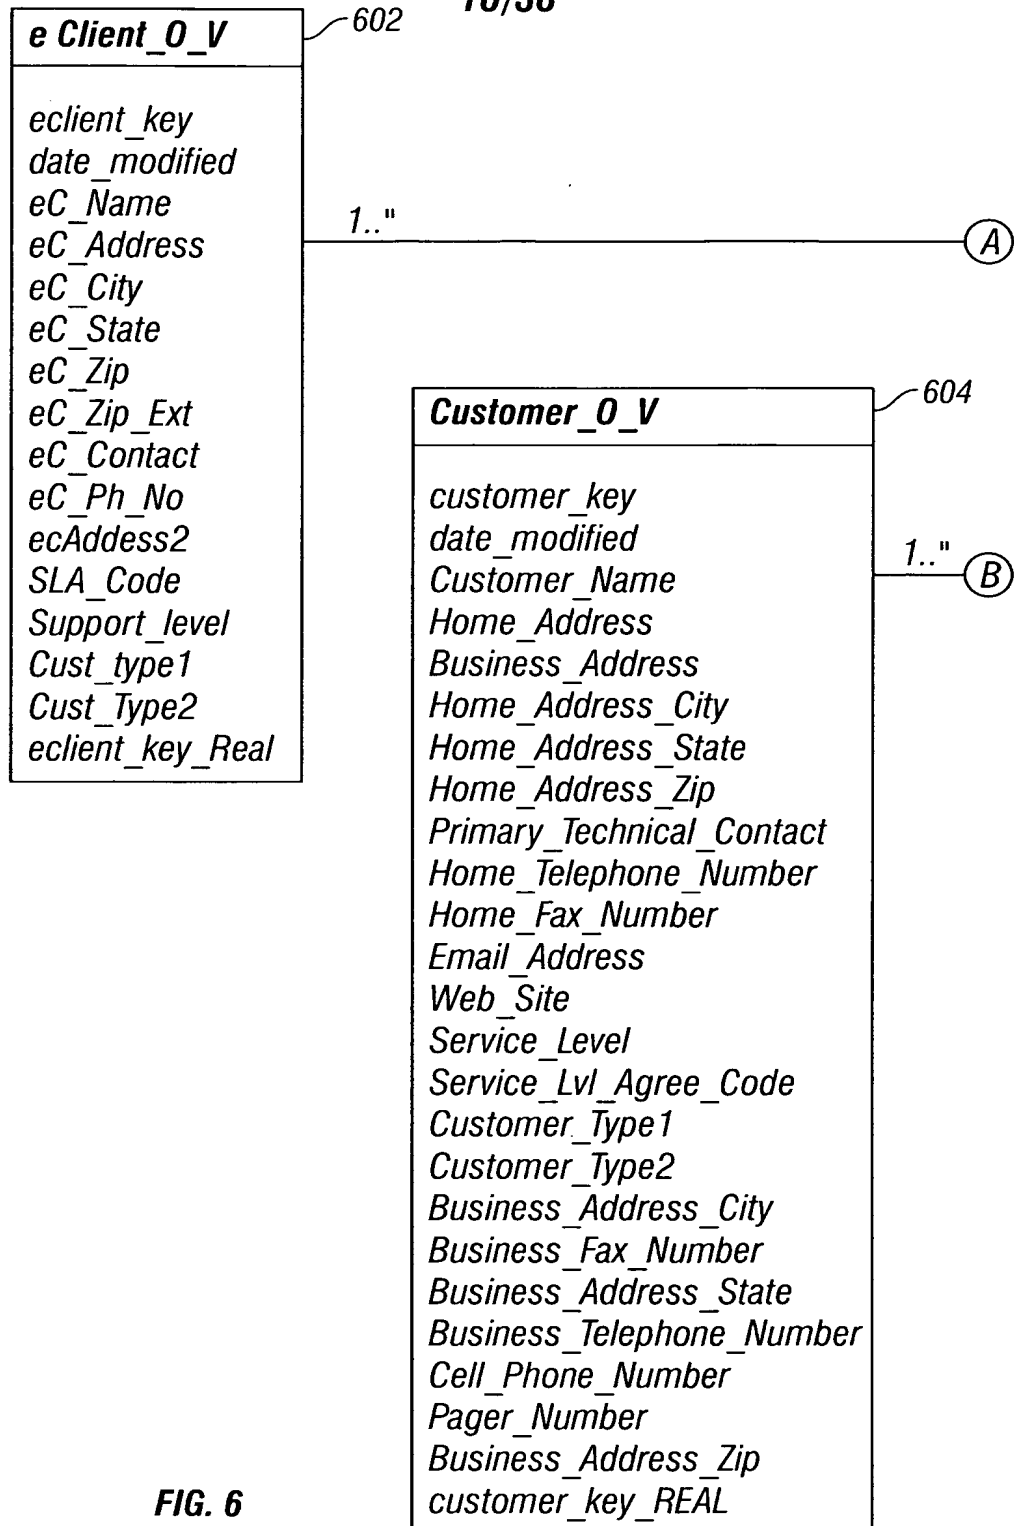 e Client_O_V
602
eclient_key
date_modified
eC_Name
eC_Address
eC_City
eC_State
eC_Zip
eC_Zip_Ext
eC_Contact
eC_Ph_No
ecAddess2
SLA_Code
Support_level
Cust_type1
Cust_Type2
eclient_key_Real
1.."
A
Customer_O_V
604
customer_key
date_modified
Customer_Name
Home_Address
Business_Address
Home_Address_City
Home_Address_State
Home_Address_Zip
Primary_Technical_Contact
Home_Telephone_Number
Home_Fax_Number
Email_Address
Web_Site
Service_Level
Service_Lvl_Agree_Code
Customer_Type1
Customer_Type2
Business_Address_City
Business_Fax_Number
Business_Address_State
Business_Telephone_Number
Cell_Phone_Number
Pager_Number
Business_Address_Zip
customer_key_REAL
1.."
B
FIG. 6